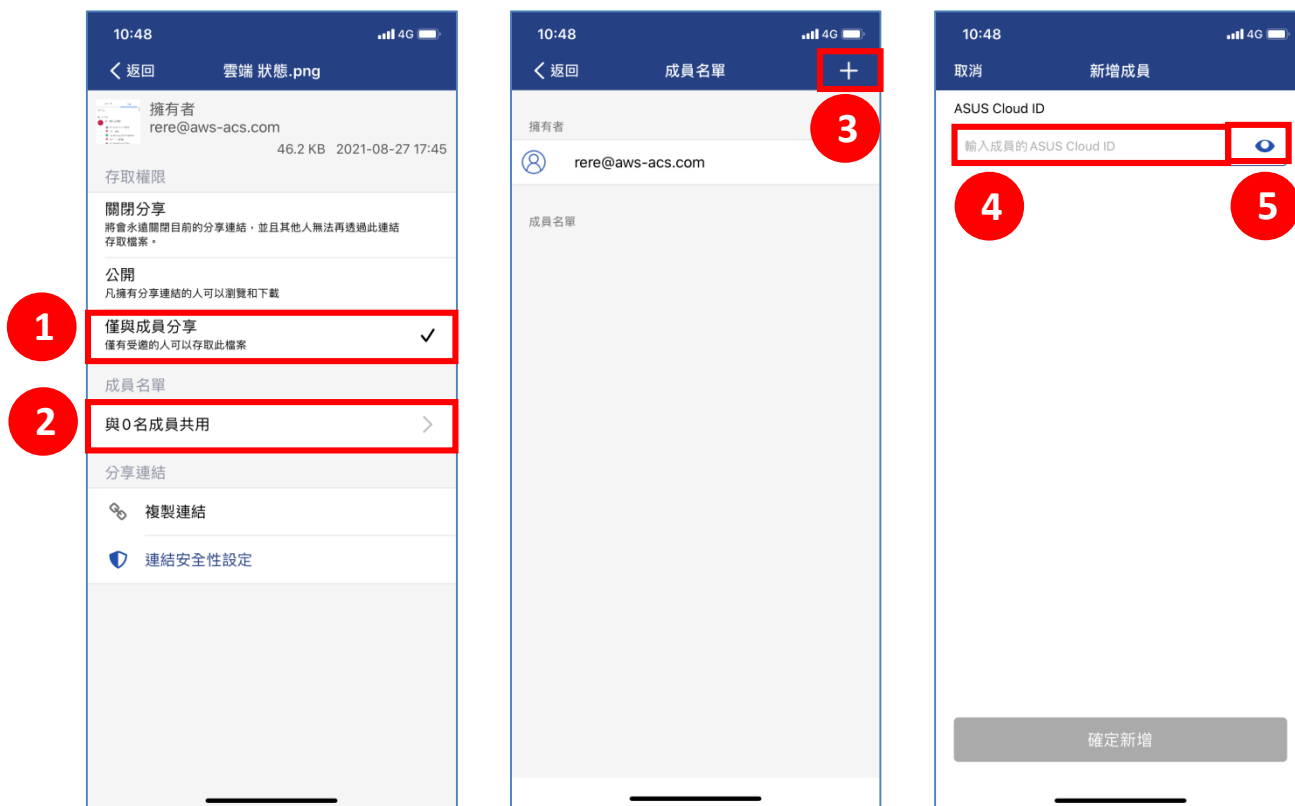 10:48
4G
返回
雲端 狀態.png
擁有者
rere@aws-acs.com
46.2 KB 2021-08-27 17:45
存取權限
關閉分享
將會永遠關閉目前的分享連結,並且其他人無法再透過此連結
存取檔案。
公開
凡擁有分享連結的人可以瀏覽和下載
1
僅與成員分享
僅有受邀的人可以存取此檔案
成員名單
2
與0名成員共用
分享連結
複製連結
連結安全性設定
10:48
4G
返回
成員名單
3
擁有者
rere@aws-acs.com
成員名單
10:48
4G
取消
新增成員
ASUS Cloud ID
輸入成員的 ASUS Cloud ID
4
5
確定新增